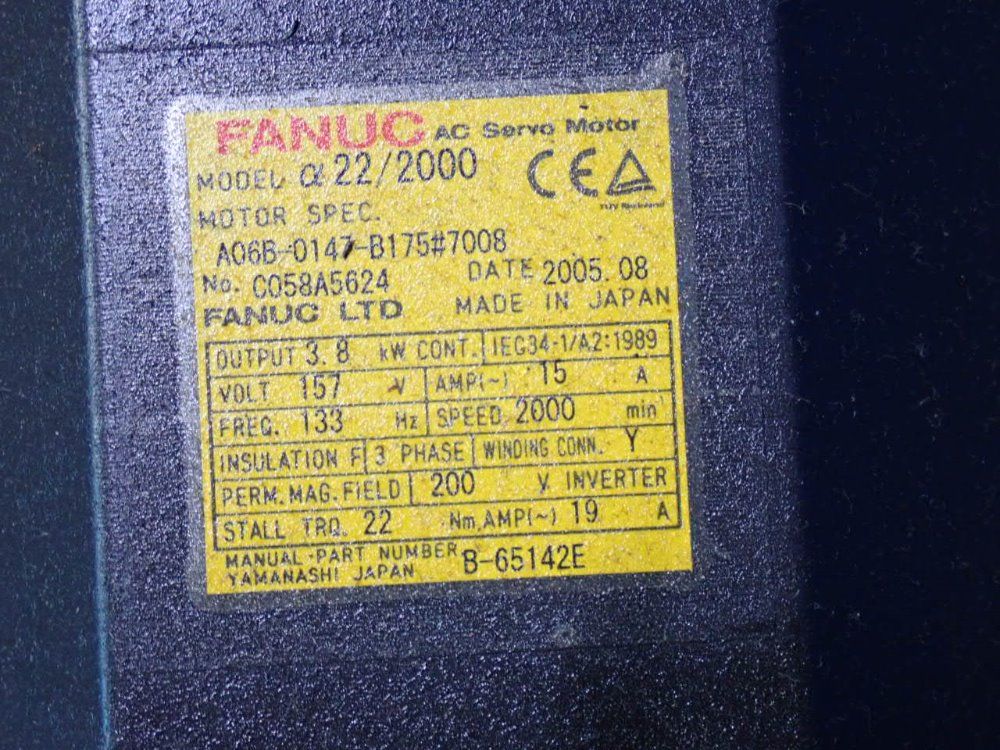 FANUC AC Servo Motor
MODEL α22/2000
CE
TUV Rheinland
MOTOR SPEC.
A06B-0147-B175#7008
No. C058A5624 DATE 2005.08
FANUC LTD MADE IN JAPAN
OUTPUT 3.8 kW CONT. IEC34-1/A2:1989
VOLT 157 V AMP(~) 15 A
FREQ. 133 Hz SPEED 2000 min
INSULATION F 3 PHASE WINDING CONN. Y
PERM.MAG.FIELD 200 V INVERTER
STALL TRQ. 22 Nm AMP(~) 19 A
MANUAL PART NUMBER B-65142E
YAMANASHI JAPAN